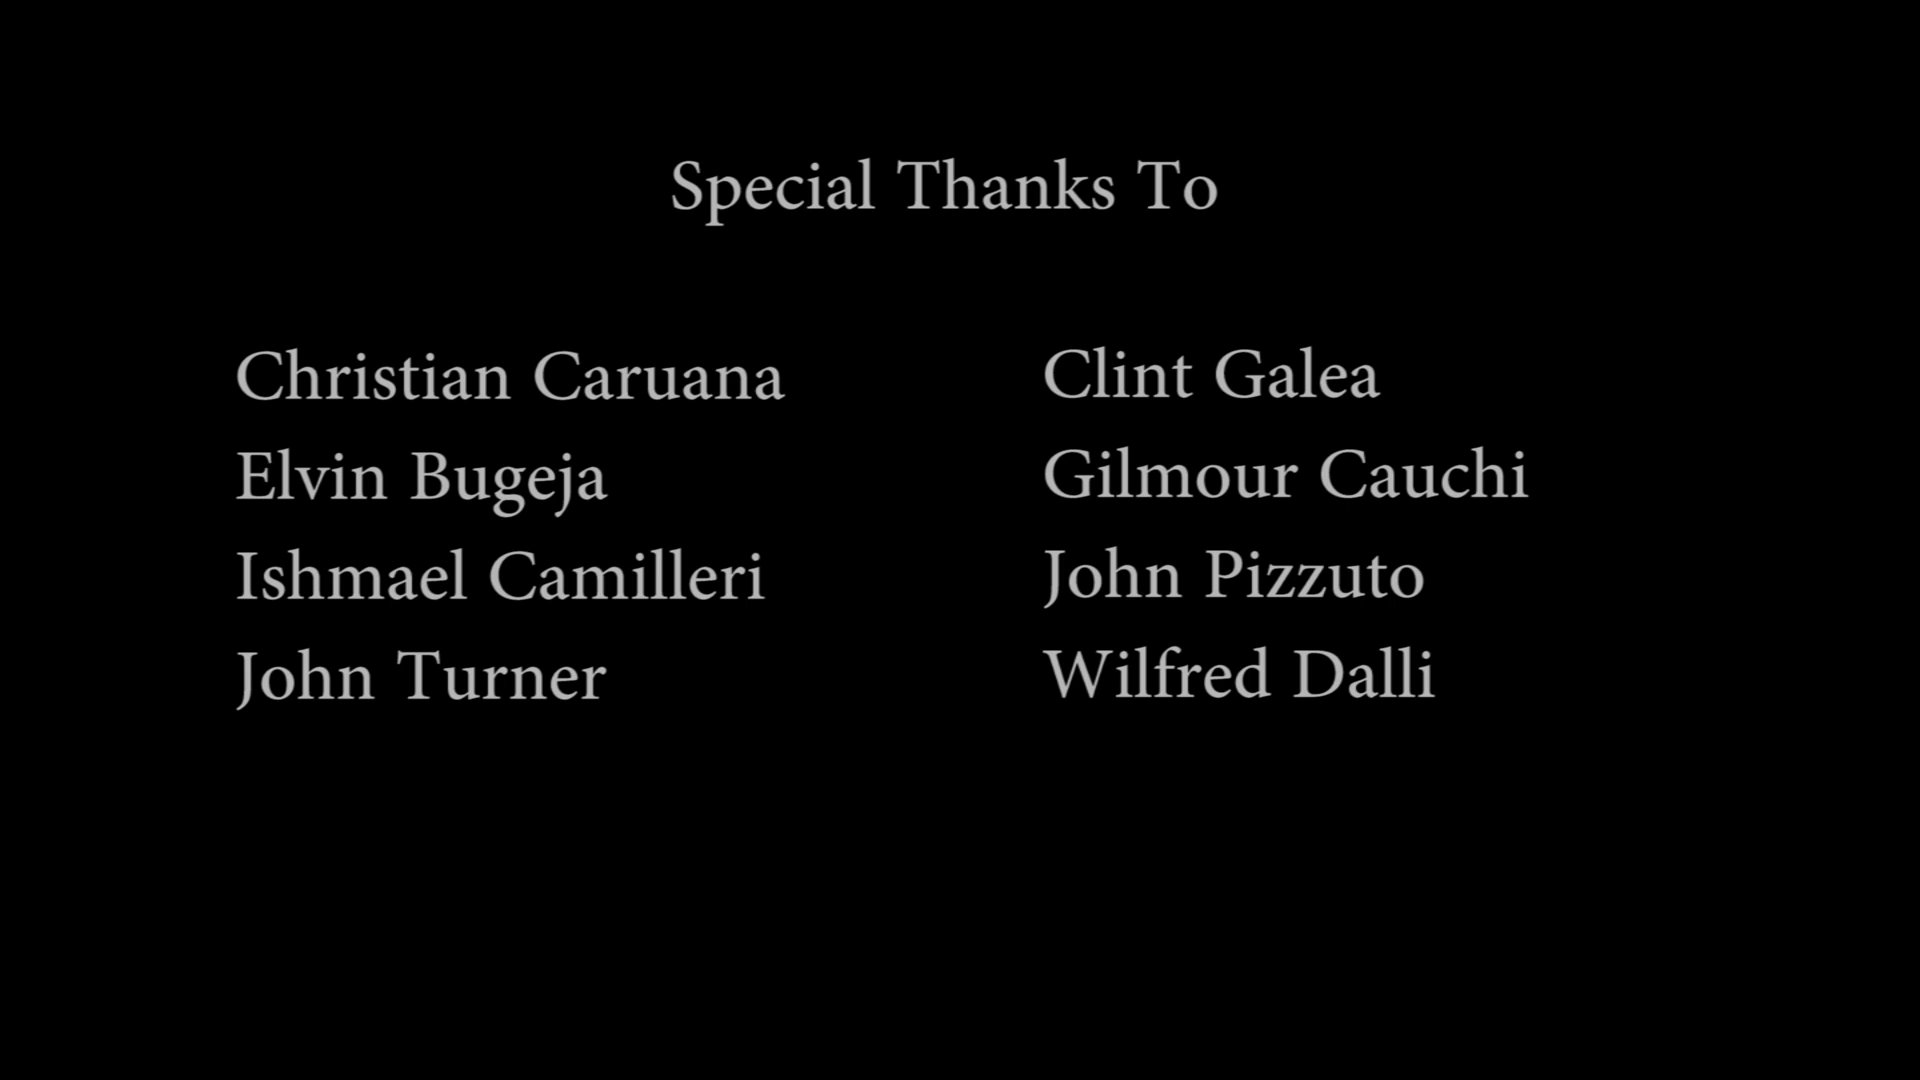 Special Thanks To
Christian Caruana
Elvin Bugeja
Ishmael Camilleri
John Turner
Clint Galea
Gilmour Cauchi
John Pizzuto
Wilfred Dalli